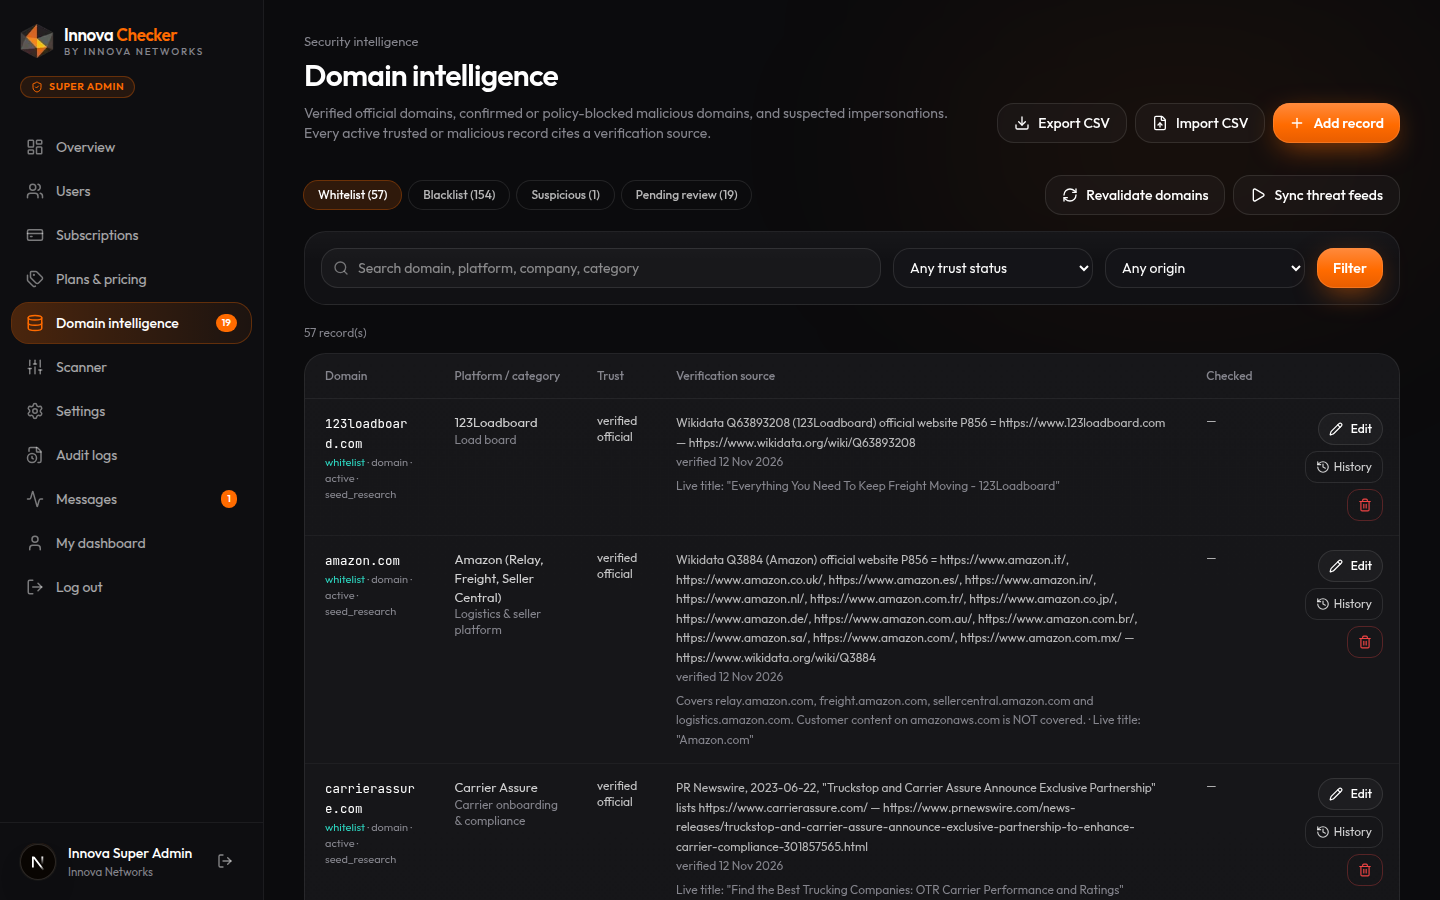 Innova Checker
BY INNOVA NETWORKS
SUPER ADMIN
Overview
Users
Subscriptions
Plans & pricing
Domain intelligence 19
Scanner
Settings
Audit logs
Messages 1
My dashboard
Log out
N
Innova Super Admin
Innova Networks
Security intelligence
Domain intelligence
Verified official domains, confirmed or policy-blocked malicious domains, and suspected impersonations.
Every active trusted or malicious record cites a verification source.
Export CSV
Import CSV
Add record
Whitelist (57)
Blacklist (154)
Suspicious (1)
Pending review (19)
Revalidate domains
Sync threat feeds
Search domain, platform, company, category
Any trust status
Any origin
Filter
57 record(s)
Domain
Platform / category
Trust
Verification source
Checked
123loadboar
d.com
whitelist · domain ·
active ·
seed_research
123Loadboard
Load board
verified
official
Wikidata Q63893208 (123Loadboard) official website P856 = https://www.123loadboard.com
— https://www.wikidata.org/wiki/Q63893208
verified 12 Nov 2026
Live title: "Everything You Need To Keep Freight Moving - 123Loadboard"
—
Edit
History
amazon.com
whitelist · domain ·
active ·
seed_research
Amazon (Relay,
Freight, Seller
Central)
Logistics & seller
platform
verified
official
Wikidata Q3884 (Amazon) official website P856 = https://www.amazon.it/,
https://www.amazon.co.uk/, https://www.amazon.es/, https://www.amazon.in/,
https://www.amazon.nl/, https://www.amazon.com.tr/, https://www.amazon.co.jp/,
https://www.amazon.de/, https://www.amazon.com.au/, https://www.amazon.com.br/,
https://www.amazon.sa/, https://www.amazon.com/, https://www.amazon.com.mx/ —
https://www.wikidata.org/wiki/Q3884
verified 12 Nov 2026
Covers relay.amazon.com, freight.amazon.com, sellercentral.amazon.com and
logistics.amazon.com. Customer content on amazonaws.com is NOT covered. · Live title:
"Amazon.com"
—
Edit
History
carrierassur
e.com
whitelist · domain ·
active ·
seed_research
Carrier Assure
Carrier onboarding
& compliance
verified
official
PR Newswire, 2023-06-22, "Truckstop and Carrier Assure Announce Exclusive Partnership"
lists https://www.carrierassure.com/ — https://www.prnewswire.com/news-
releases/truckstop-and-carrier-assure-announce-exclusive-partnership-to-enhance-
carrier-compliance-301857565.html
verified 12 Nov 2026
Live title: "Find the Best Trucking Companies: OTR Carrier Performance and Ratings"
—
Edit
History